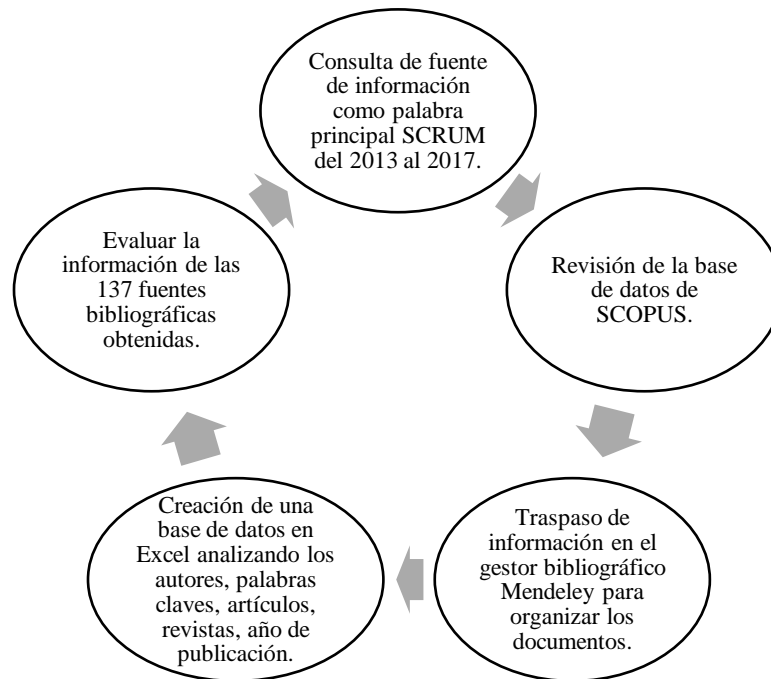 Consulta de fuente
de información
como palabra
principal SCRUM
del 2013 al 2017.
Revisión de la base
de datos de
SCOPUS.
Traspaso de
información en el
gestor bibliográfico
Mendeley para
organizar los
documentos.
Creación de una
base de datos en
Excel analizando los
autores, palabras
claves, artículos,
revistas, año de
publicación.
Evaluar la
información de las
137 fuentes
bibliográficas
obtenidas.